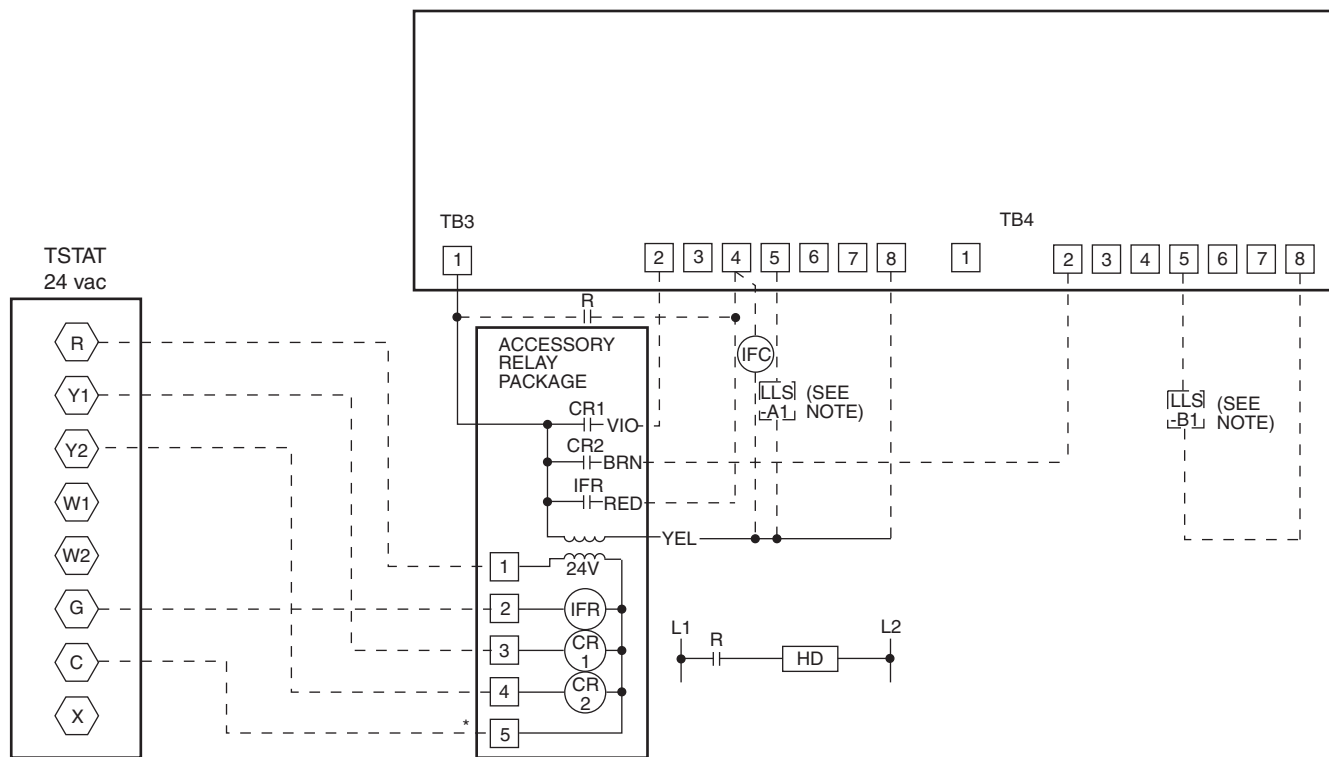 TB3
TB4
1
2
3
4
5
6
7
8
1
2
3
4
5
6
7
8
TSTAT
24 vac
R
Y1
Y2
W1
W2
G
C
X
R
ACCESSORY
RELAY
PACKAGE
IFC
LLS
-A1
(SEE
NOTE)
LLS
-B1
(SEE
NOTE)
CR1
VIO
CR2
BRN
IFR
RED
YEL
24V
1
2
IFR
3
CR
1
4
CR
2
*
5
L1
R
HD
L2